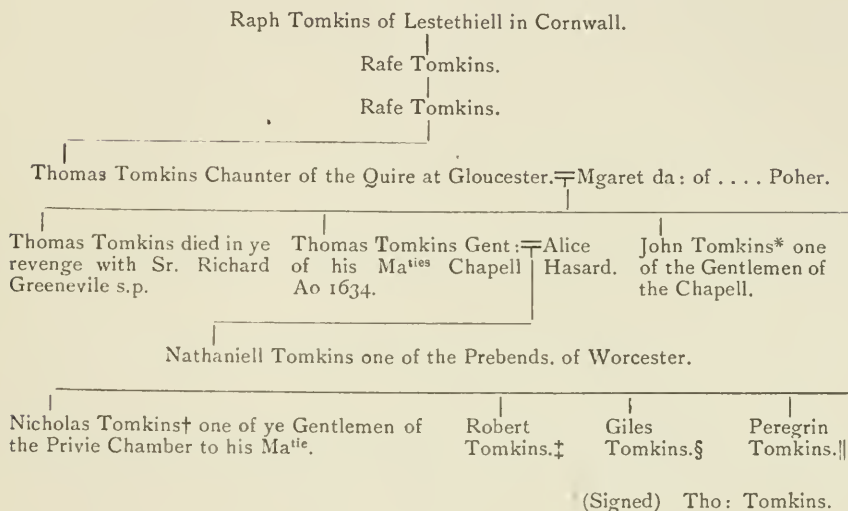 Raph Tomkins of Lestethiell in Cornwall.
Rafe Tomkins.
Rafe Tomkins.
Thomas Tomkins Chaunter of the Quire at Gloucester.=Mgaret da: of .... Poher.
Thomas Tomkins died in ye
revenge with Sr. Richard
Greenevile s.p.
Thomas Tomkins Gent:=Alice
of his Maties Chapell Hasard.
Ao 1634.
John Tomkins* one
of the Gentlemen of
the Chapell.
Nathaniell Tomkins one of the Prebends. of Worcester.
Nicholas Tomkins† one of ye Gentlemen of
the Privie Chamber to his Matie.
Robert
Tomkins.‡
Giles
Tomkins.§
Peregrin
Tomkins.||
(Signed) Tho: Tomkins.